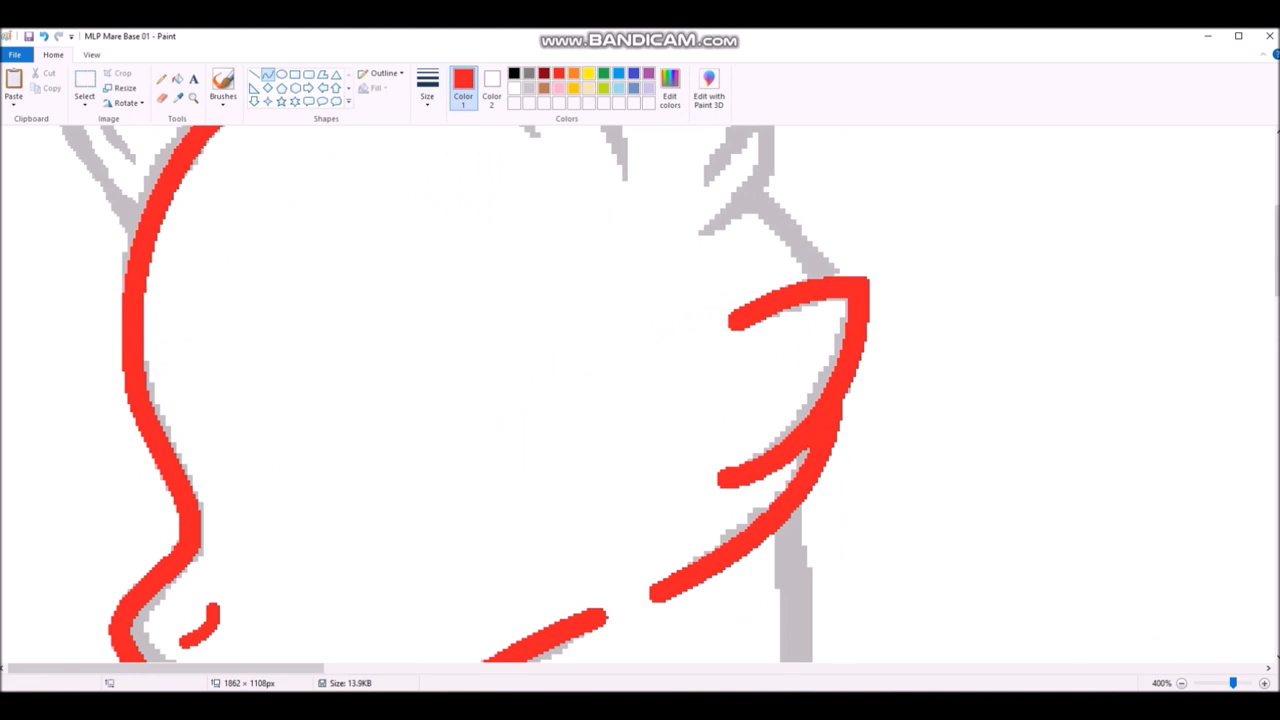 MLP Mare Base 01 - Paint
www.BANDICAM.com
File Home View
Paste
Cut
Copy
Clipboard
Select
Crop
Resize
Rotate
Image
A
Tools
Brushes
Outline
Fill
Shapes
Size
Color 1
Color 2
Edit colors
Colors
Edit with Paint 3D
1862 × 1108px
Size: 13.9KB
400%